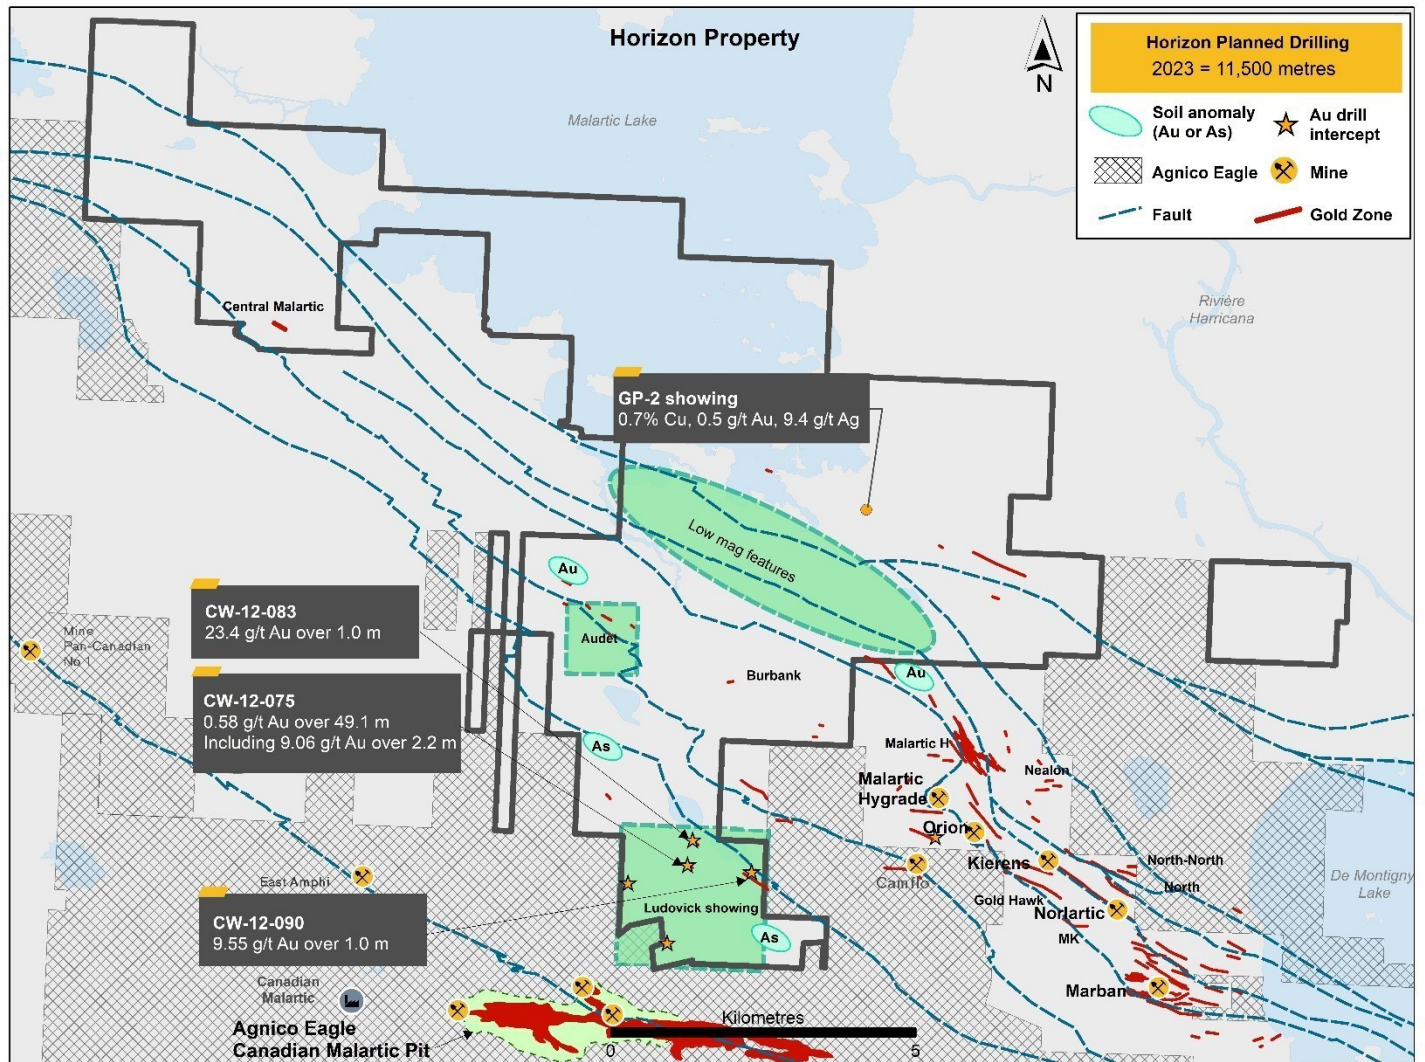 Horizon Property
N
Horizon Planned Drilling
2023 = 11,500 metres
Soil anomaly
(Au or As)
Au drill
intercept
Agnico Eagle
Mine
Fault
Gold Zone
Malartic Lake
Rivière
Harricana
Central Malartic
GP-2 showing
0.7% Cu, 0.5 g/t Au, 9.4 g/t Ag
Low mag features
Au
CW-12-083
23.4 g/t Au over 1.0 m
Mine
Pan-Canadian
No 1
Audet
Burbank
Au
CW-12-075
0.58 g/t Au over 49.1 m
Including 9.06 g/t Au over 2.2 m
As
Malartic H
Nealon
Malartic
Hygrade
Orion
Kierens
North-North
North
East Amphi
Camflo
De Montigny
Lake
Gold Hawk
Norlartic
Ludovick showing
CW-12-090
9.55 g/t Au over 1.0 m
As
MK
Canadian
Malartic
Marban
Agnico Eagle
Canadian Malartic Pit
Kilometres
0
5